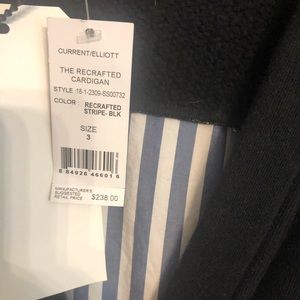 CURRENT/ELLIOTT
THE RECRAFTED
CARDIGAN
STYLE :18-1-2309-SS00732
COLOR : RECRAFTED
STRIPE- BLK
SIZE
3
8 84926 46601 6
MANUFACTURER'S
SUGGESTED
RETAIL PRICE $238.00